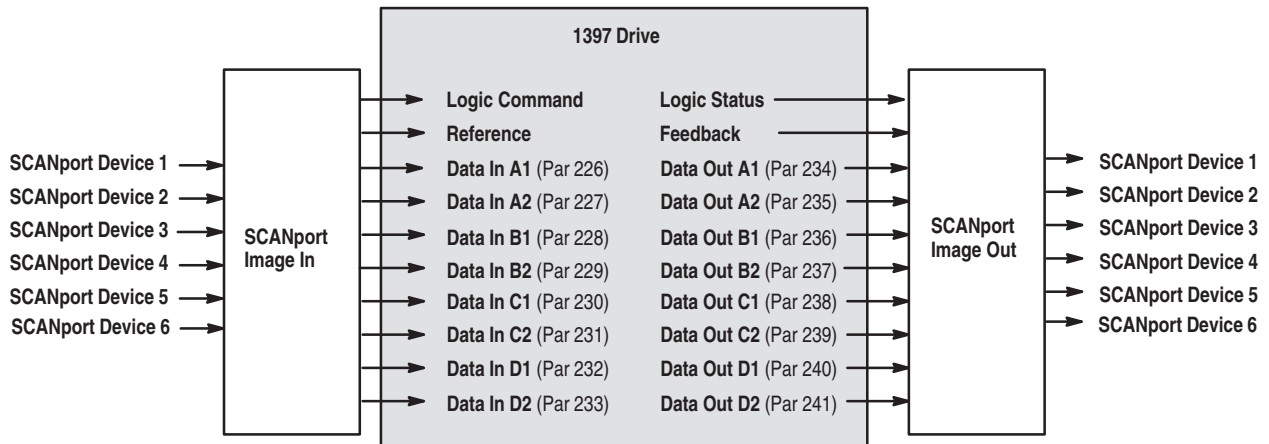 1397 Drive
SCANport Device 1
SCANport Device 2
SCANport Device 3
SCANport Device 4
SCANport Device 5
SCANport Device 6
SCANport
Image In
Logic Command
Reference
Data In A1 (Par 226)
Data In A2 (Par 227)
Data In B1 (Par 228)
Data In B2 (Par 229)
Data In C1 (Par 230)
Data In C2 (Par 231)
Data In D1 (Par 232)
Data In D2 (Par 233)
Logic Status
Feedback
Data Out A1 (Par 234)
Data Out A2 (Par 235)
Data Out B1 (Par 236)
Data Out B2 (Par 237)
Data Out C1 (Par 238)
Data Out C2 (Par 239)
Data Out D1 (Par 240)
Data Out D2 (Par 241)
SCANport
Image Out
SCANport Device 1
SCANport Device 2
SCANport Device 3
SCANport Device 4
SCANport Device 5
SCANport Device 6